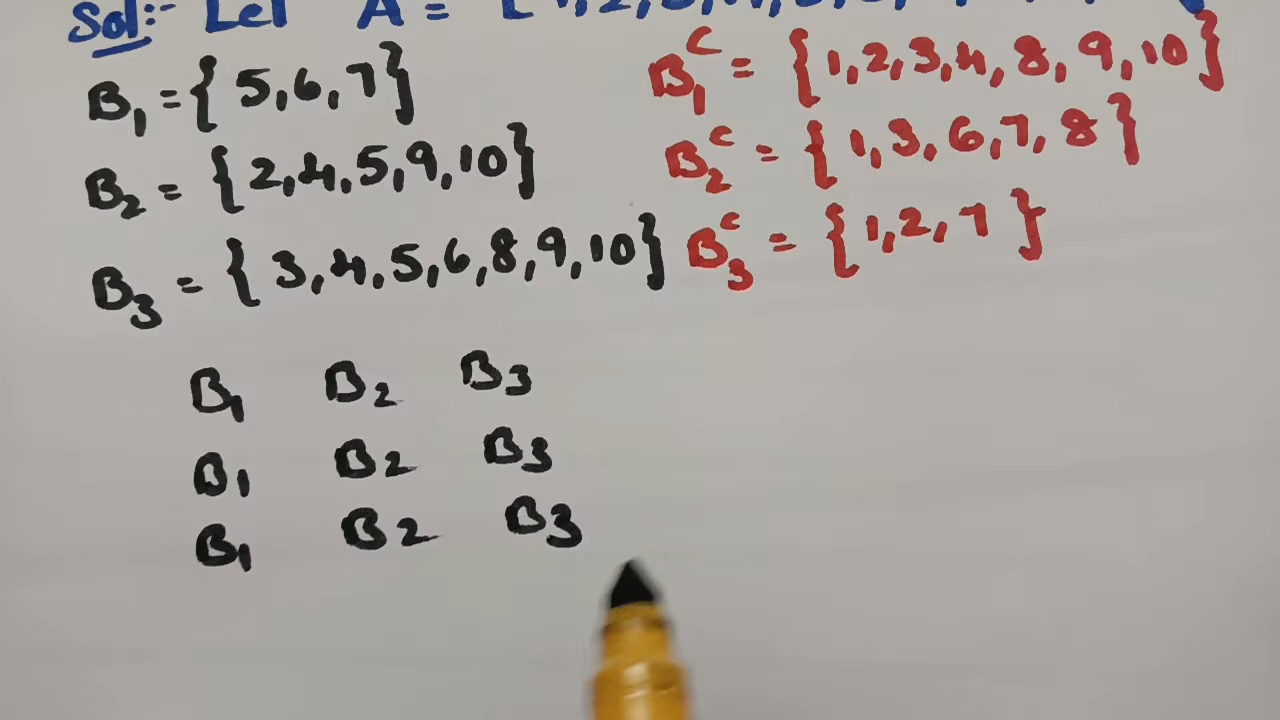 Sol:- Let A = 1, 2,
B₁ = { 5, 6, 7 }
B₁ᶜ = { 1, 2, 3, 4, 8, 9, 10 }
B₂ = { 2, 4, 5, 9, 10 }
B₂ᶜ = { 1, 3, 6, 7, 8 }
B₃ = { 3, 4, 5, 6, 8, 9, 10 }
B₃ᶜ = { 1, 2, 7 }
B₁ B₂ B₃
B₁ B₂ B₃
B₁ B₂ B₃